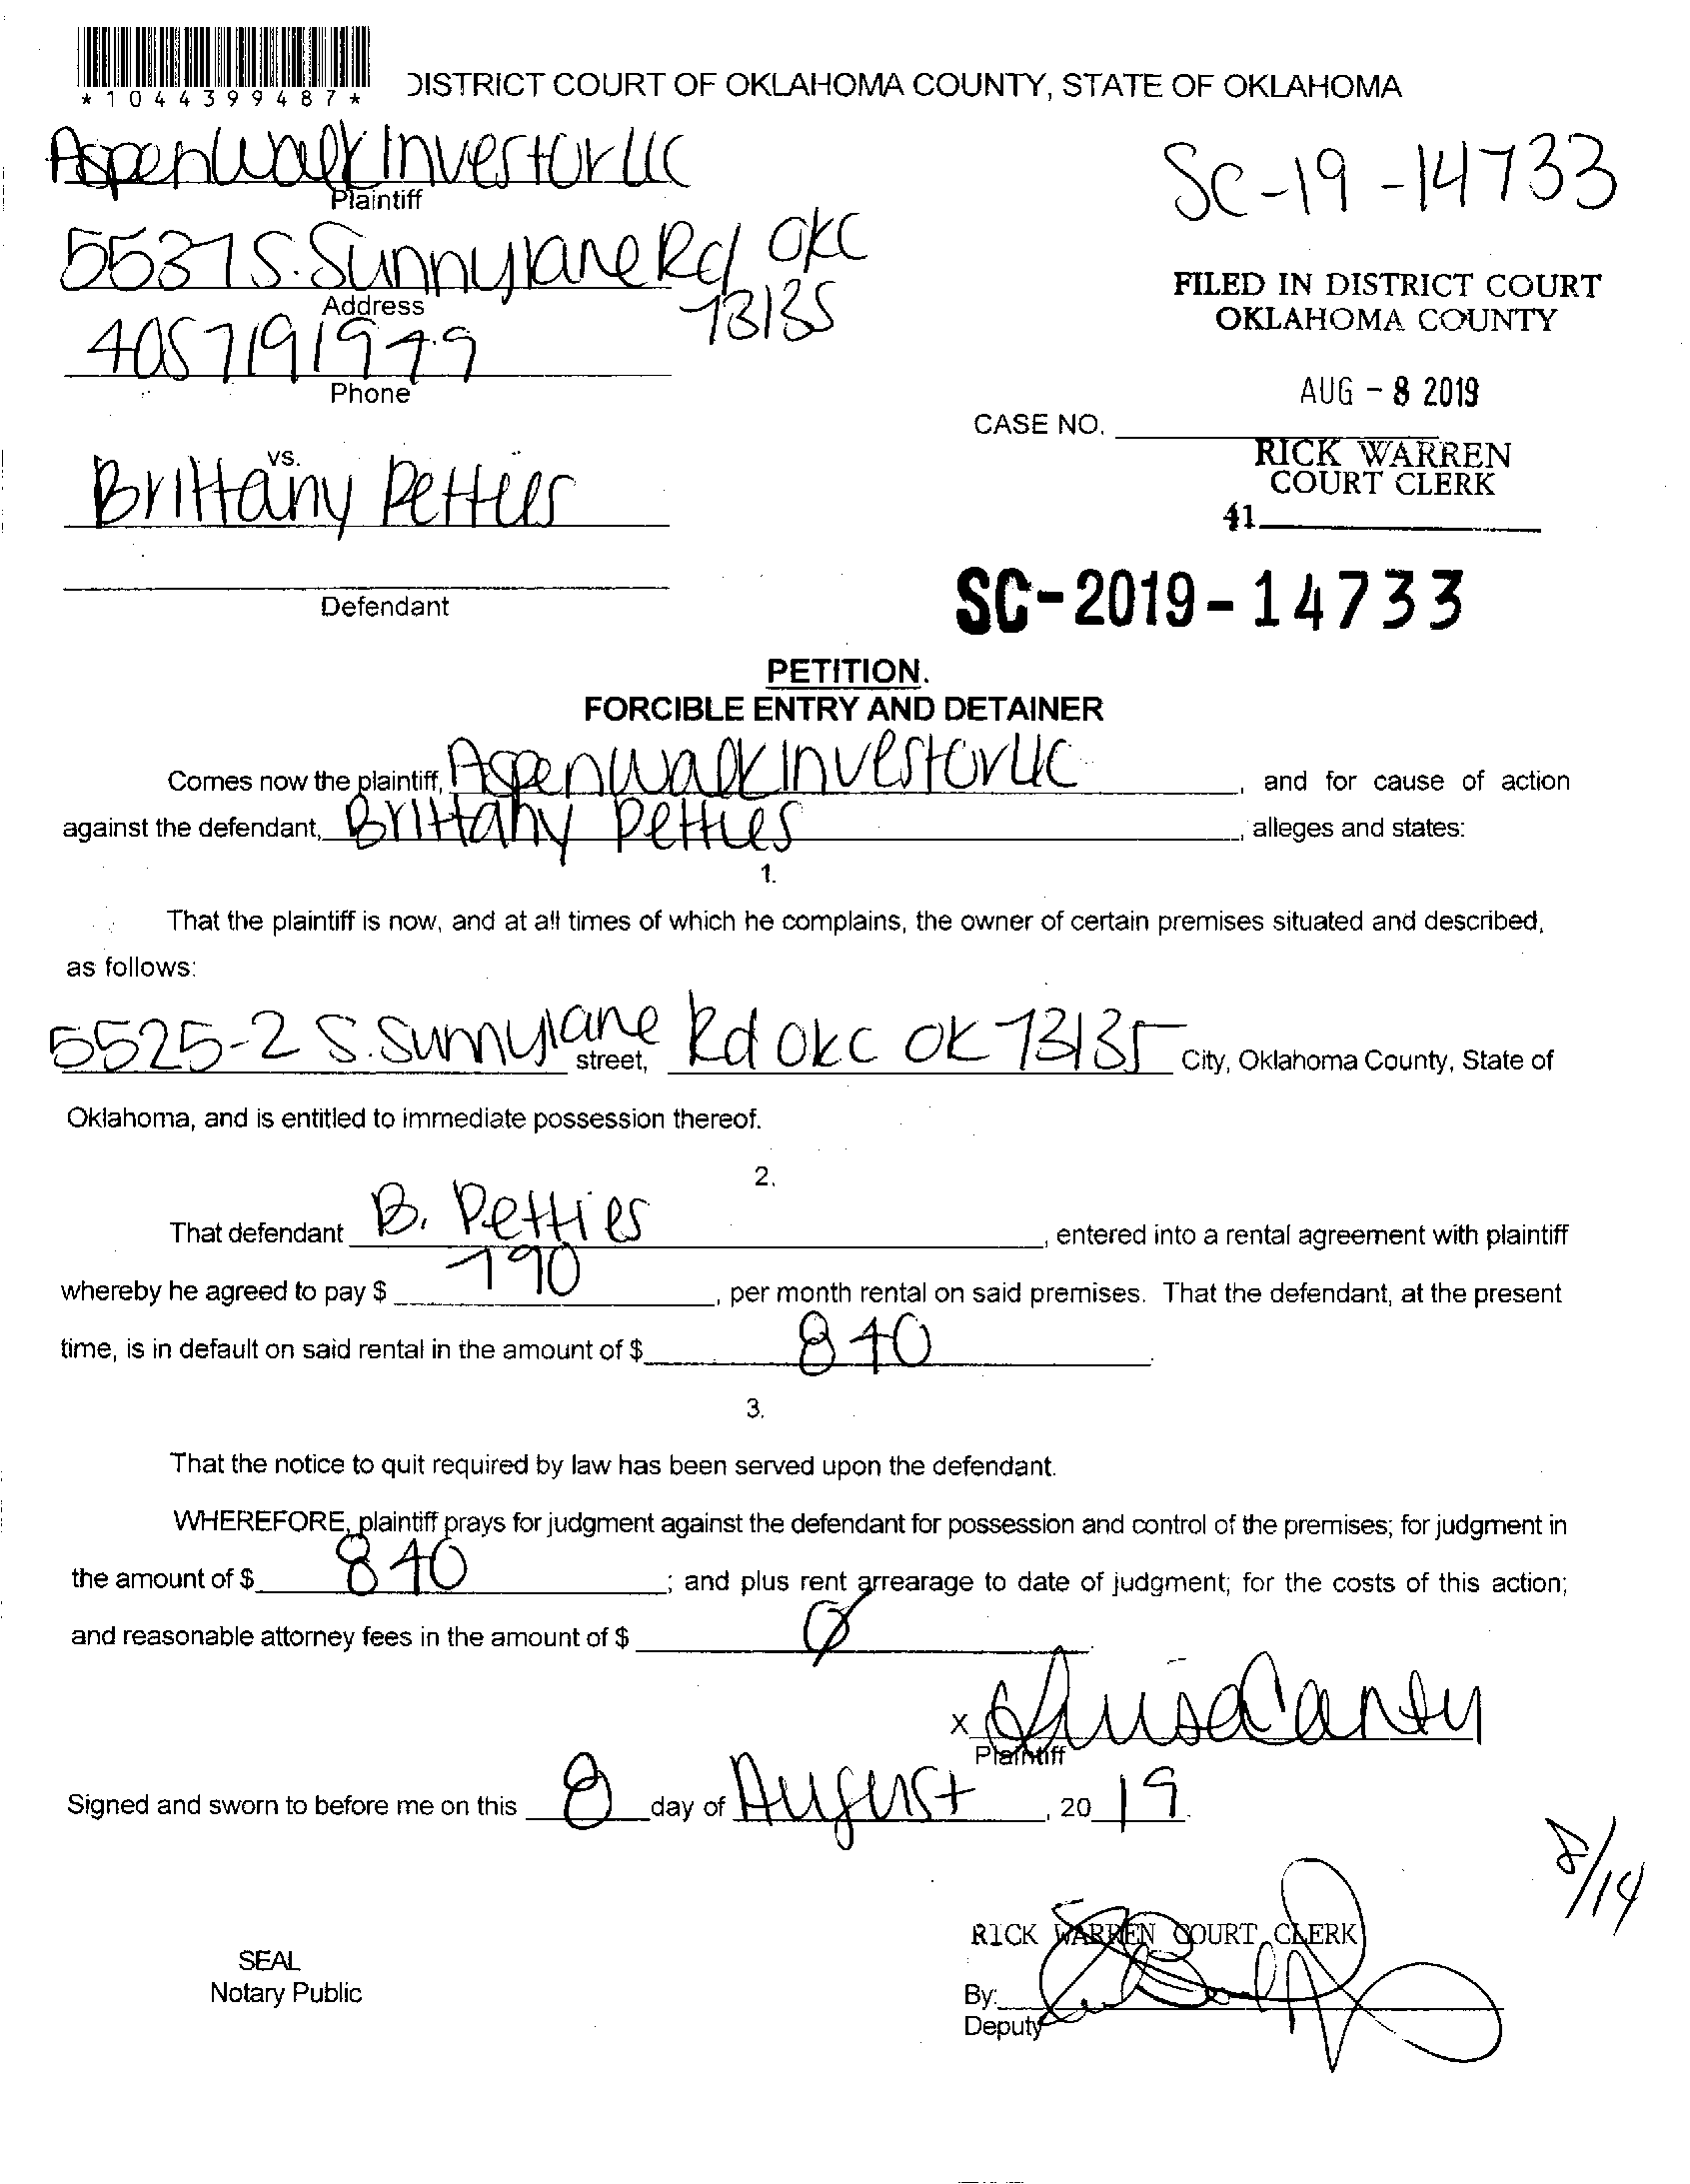 *1044399487*
DISTRICT COURT OF OKLAHOMA COUNTY, STATE OF OKLAHOMA
Aspen Walk Investor LLC
Plaintiff
SC-19-14733
5537 S. Sunnylane Rd OKC
73135
Address
FILED IN DISTRICT COURT
OKLAHOMA COUNTY
405 719 1979
Phone
AUG - 8 2019
CASE NO.
RICK WARREN
COURT CLERK
41
vs.
Brittany Petties
Defendant
SC-2019-14733
PETITION.
FORCIBLE ENTRY AND DETAINER
Comes now the plaintiff, Aspen Walk Investor LLC, and for cause of action
against the defendant, Brittany Petties, alleges and states:
1.
That the plaintiff is now, and at all times of which he complains, the owner of certain premises situated and described,
as follows:
5525-2 S. Sunnylane street, Rd OKC OK 73135 City, Oklahoma County, State of
Oklahoma, and is entitled to immediate possession thereof.
2.
That defendant B. Petties, entered into a rental agreement with plaintiff
whereby he agreed to pay $ 790, per month rental on said premises. That the defendant, at the present
time, is in default on said rental in the amount of $ 840.
3.
That the notice to quit required by law has been served upon the defendant.
WHEREFORE, plaintiff prays for judgment against the defendant for possession and control of the premises; for judgment in
the amount of $ 840; and plus rent arrearage to date of judgment; for the costs of this action;
and reasonable attorney fees in the amount of $ Ø.
x
Plaintiff
Signed and sworn to before me on this 8 day of August, 20 19.
8/14
RICK WARREN COURT CLERK
SEAL
Notary Public
By:
Deputy